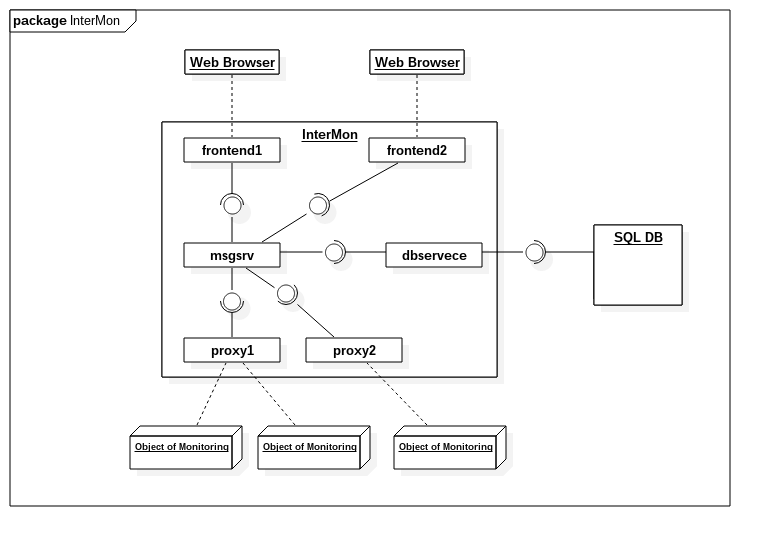 package InterMon
Web Browser
Web Browser
InterMon
frontend1
frontend2
SQL DB
msgsrv
dbservece
proxy1
proxy2
Object of Monitoring
Object of Monitoring
Object of Monitoring